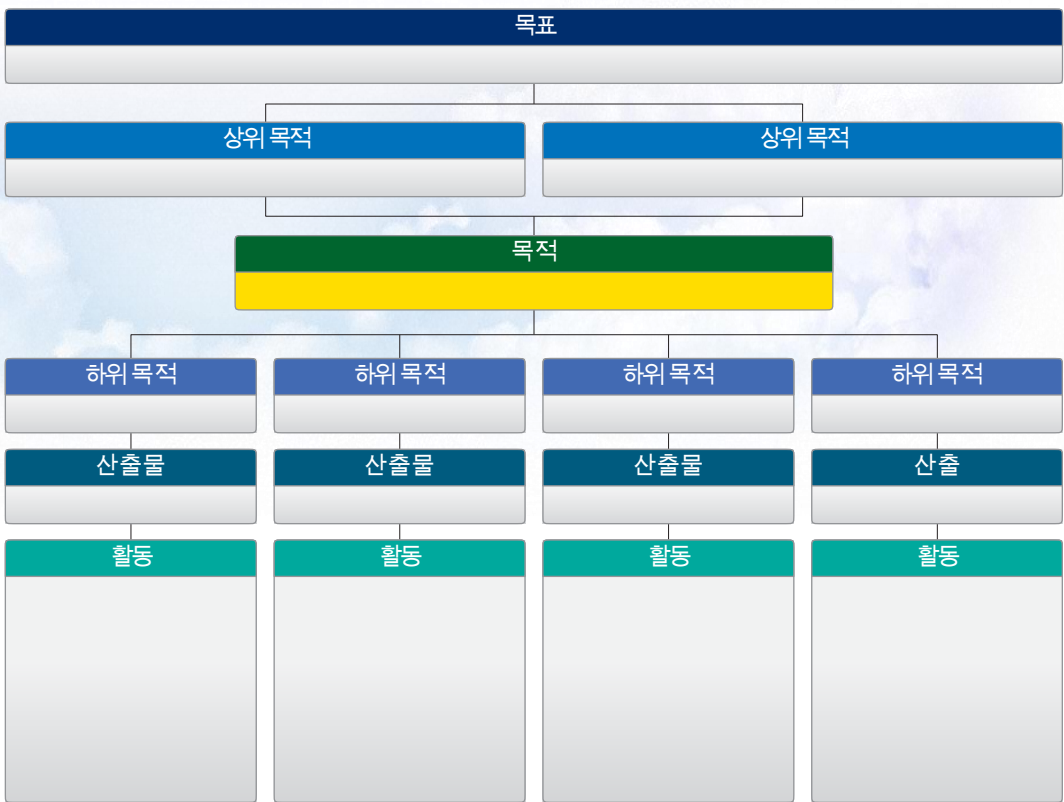 목표
상위 목적
상위 목적
목적
하위 목적
하위 목적
하위 목적
하위 목적
산출물
산출물
산출물
산출
활동
활동
활동
활동